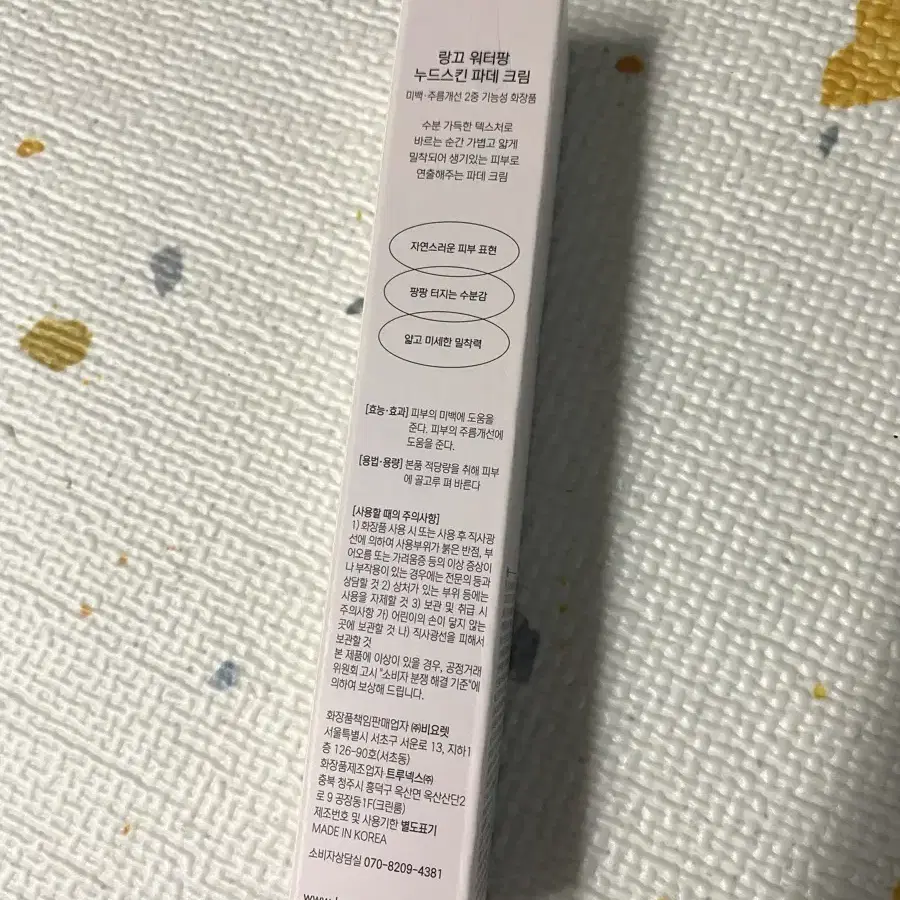 랑끄 워터팡
누드스킨 파데 크림
미백·주름개선 2중 기능성 화장품
수분 가득한 텍스처로
바르는 순간 가볍고 얇게
밀착되어 생기있는 피부로
연출해주는 파데 크림
자연스러운 피부 표현
팡팡 터지는 수분감
얇고 미세한 밀착력
[효능·효과] 피부의 미백에 도움을
준다. 피부의 주름개선에
도움을 준다.
[용법·용량] 본품 적당량을 취해 피부
에 골고루 펴 바른다
[사용할 때의 주의사항]
1) 화장품 사용 시 또는 사용 후 직사광
선에 의하여 사용부위가 붉은 반점, 부
어오름 또는 가려움증 등의 이상 증상이
나 부작용이 있는 경우에는 전문의 등과
상담할 것 2) 상처가 있는 부위 등에는
사용을 자제할 것 3) 보관 및 취급 시
주의사항 가) 어린이의 손이 닿지 않는
곳에 보관할 것 나) 직사광선을 피해서
보관할 것
본 제품에 이상이 있을 경우, 공정거래
위원회 고시 "소비자 분쟁 해결 기준"에
의하여 보상해 드립니다.
화장품책임판매업자 ㈜비요렛
서울특별시 서초구 서운로 13, 지하1
층 126-90호(서초동)
화장품제조업자 트루넥스㈜
충북 청주시 흥덕구 옥산면 옥산산단2
로 9 공장동1F(크린룸)
제조번호 및 사용기한 별도표기
MADE IN KOREA
소비자상담실 070-8209-4381